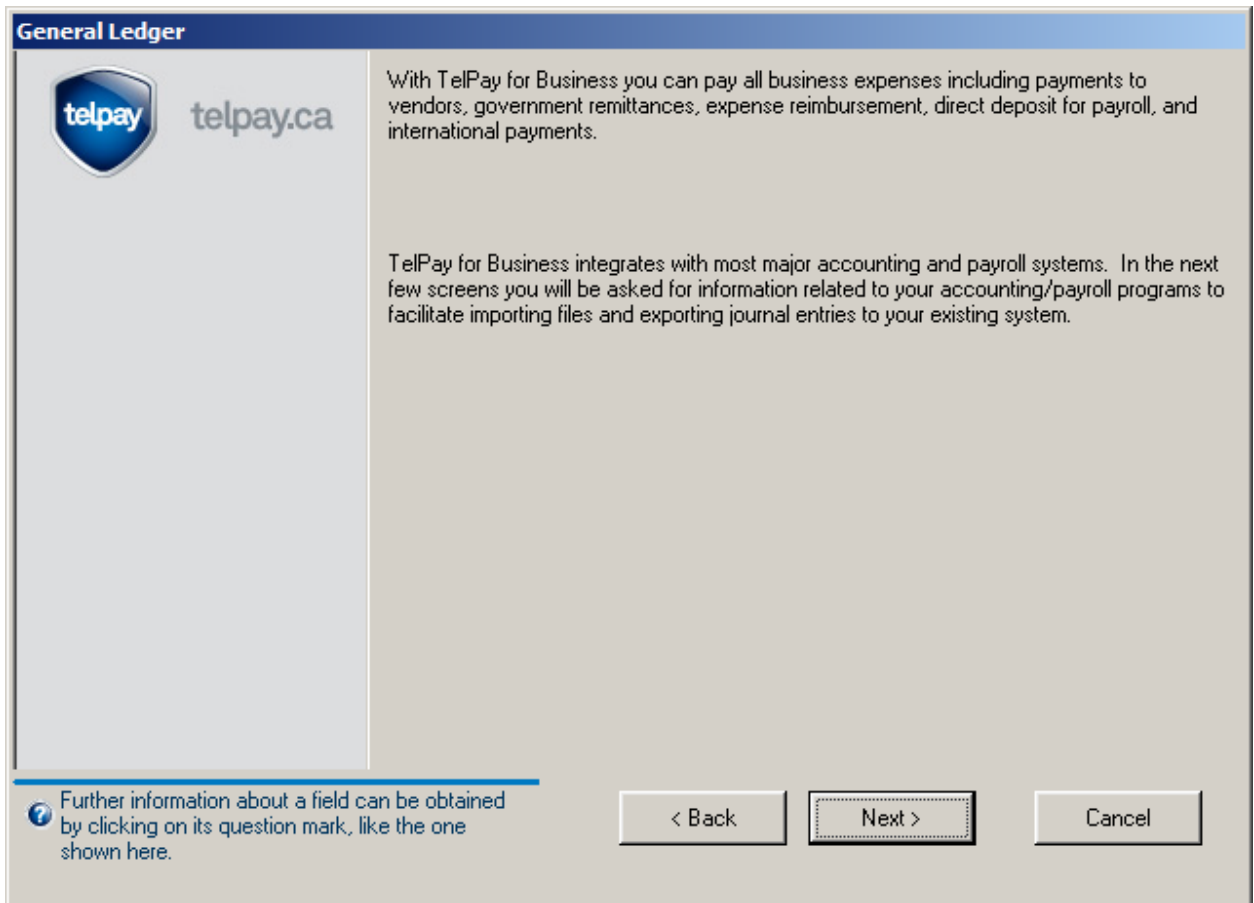 General Ledger
telpay telpay.ca
With TelPay for Business you can pay all business expenses including payments to
vendors, government remittances, expense reimbursement, direct deposit for payroll, and
international payments.
TelPay for Business integrates with most major accounting and payroll systems.  In the next
few screens you will be asked for information related to your accounting/payroll programs to
facilitate importing files and exporting journal entries to your existing system.
? Further information about a field can be obtained
by clicking on its question mark, like the one
shown here.
< Back Next > Cancel